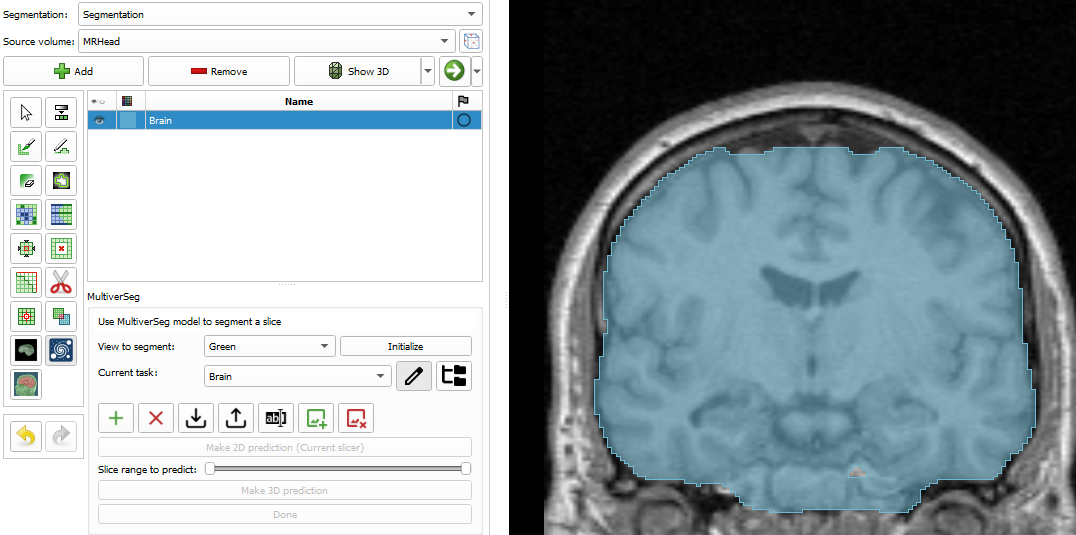 Segmentation: Segmentation
Source volume: MRHead
Add Remove Show 3D
Name
Brain
MultiverSeg
Use MultiverSeg model to segment a slice
View to segment: Green Initialize
Current task: Brain
ab
Make 2D prediction (Current slicer)
Slice range to predict:
Make 3D prediction
Done